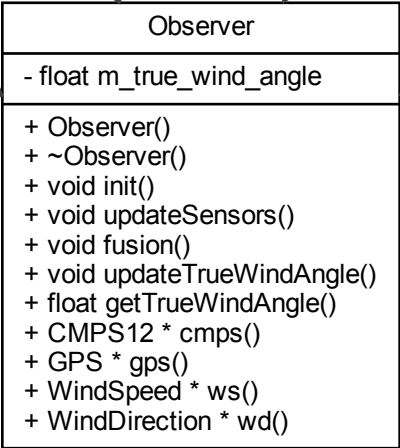 Observer
- float m_true_wind_angle
+ Observer()
+ ~Observer()
+ void init()
+ void updateSensors()
+ void fusion()
+ void updateTrueWindAngle()
+ float getTrueWindAngle()
+ CMPS12 * cmps()
+ GPS * gps()
+ WindSpeed * ws()
+ WindDirection * wd()